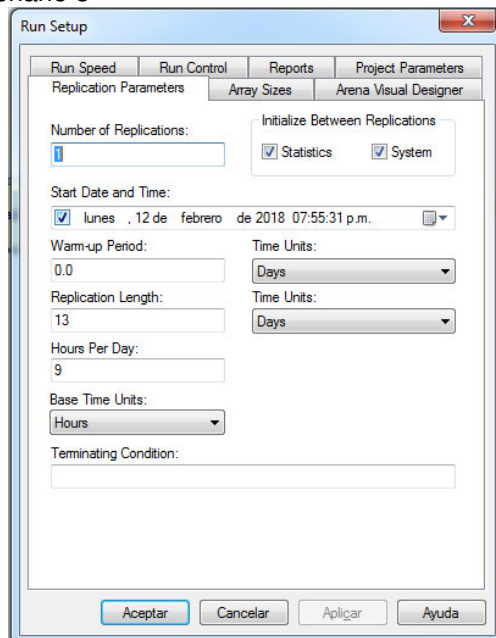 Run Setup
Run Speed Run Control Reports Project Parameters
Replication Parameters Array Sizes Arena Visual Designer
Number of Replications:
1
Initialize Between Replications
Statistics System
Start Date and Time:
lunes , 12 de febrero de 2018 07:55:31 p.m.
Warm-up Period: Time Units:
0.0 Days
Replication Length: Time Units:
13 Days
Hours Per Day:
9
Base Time Units:
Hours
Terminating Condition:
Aceptar Cancelar Aplicar Ayuda